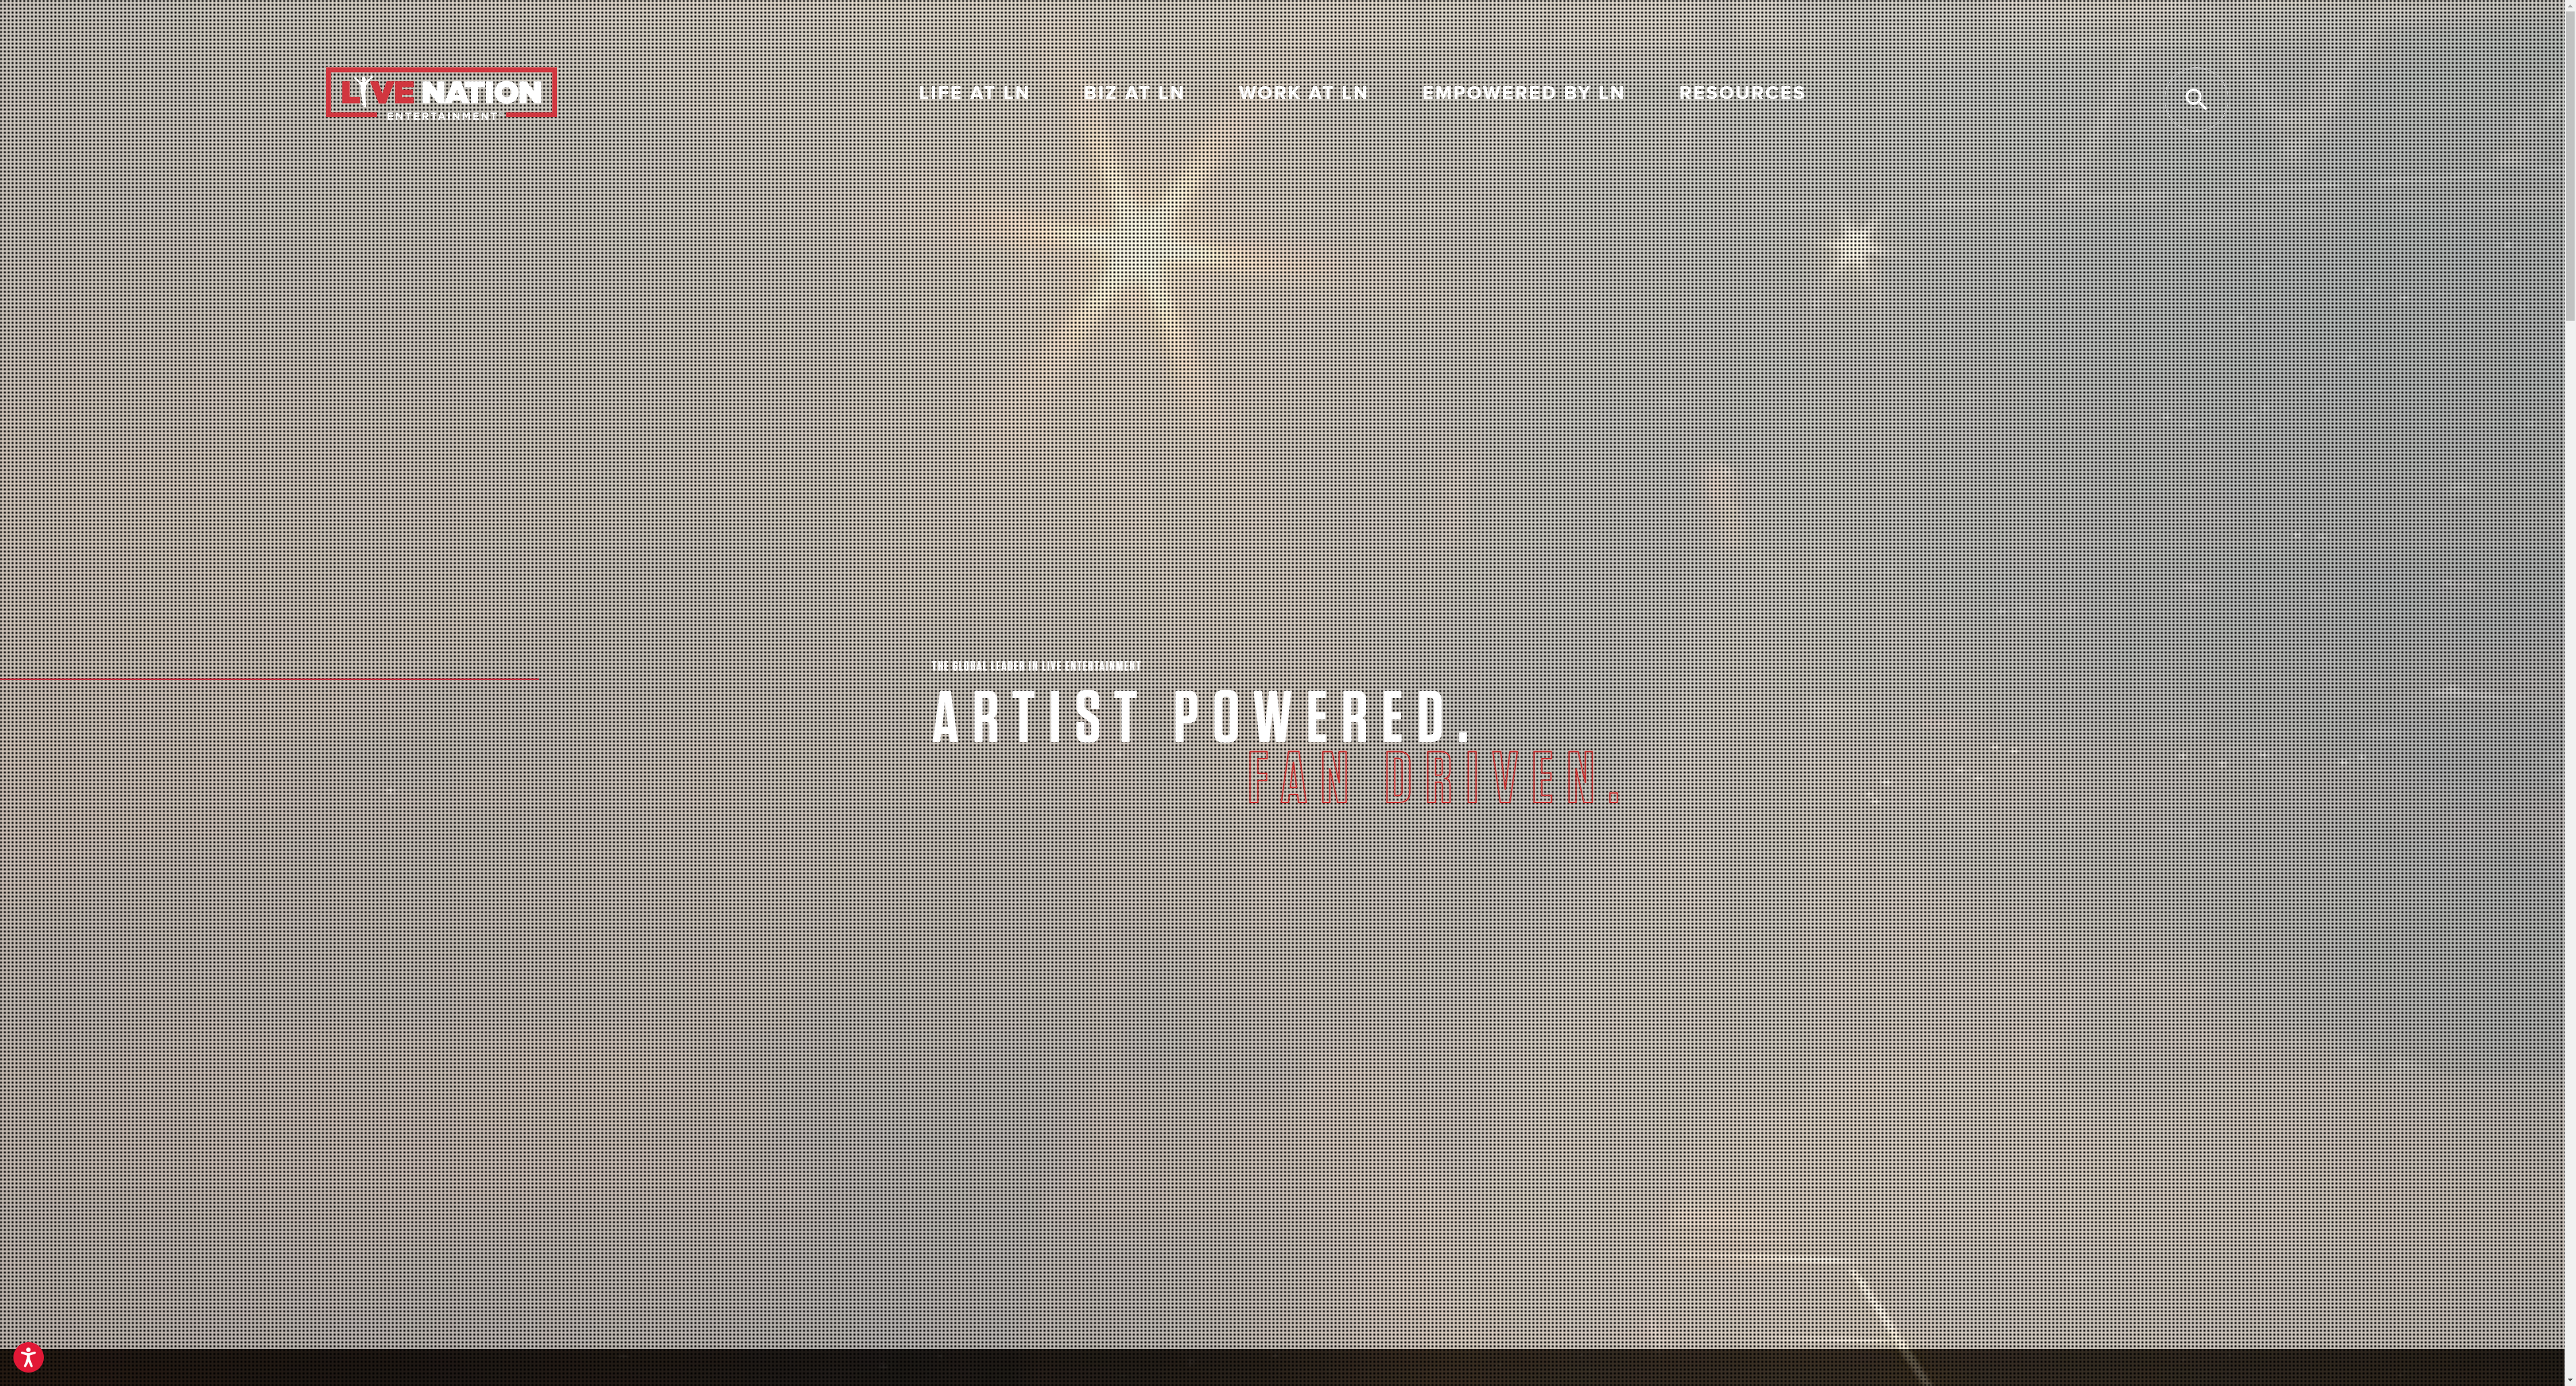 LIVE NATION
ENTERTAINMENT®
LIFE AT LN
BIZ AT LN
WORK AT LN
EMPOWERED BY LN
RESOURCES
THE GLOBAL LEADER IN LIVE ENTERTAINMENT
ARTIST POWERED.
FAN DRIVEN.